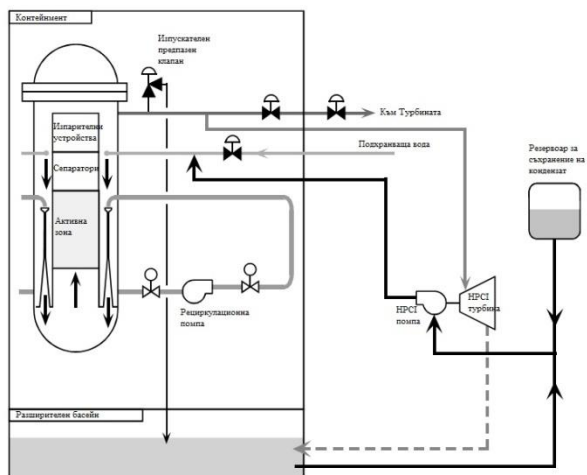 Контейнмент
Изпускателен
предпазен
клапан
Към Турбината
Изпарителни
устройства
Подхранваща вода
Сепаратори
Резервоар за
съхранение на
кондензат
Активна
зона
Рециркулационна
помпа
HPCI
помпа
HPCI
турбина
Разширителен басейн